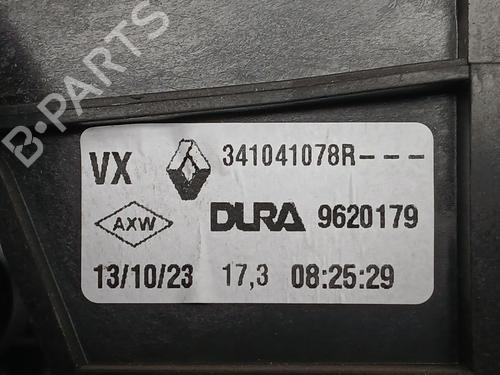 B-PARTS
VX 341041078R---
AXW DURA 9620179
13/10/23 17,3 08:25:29